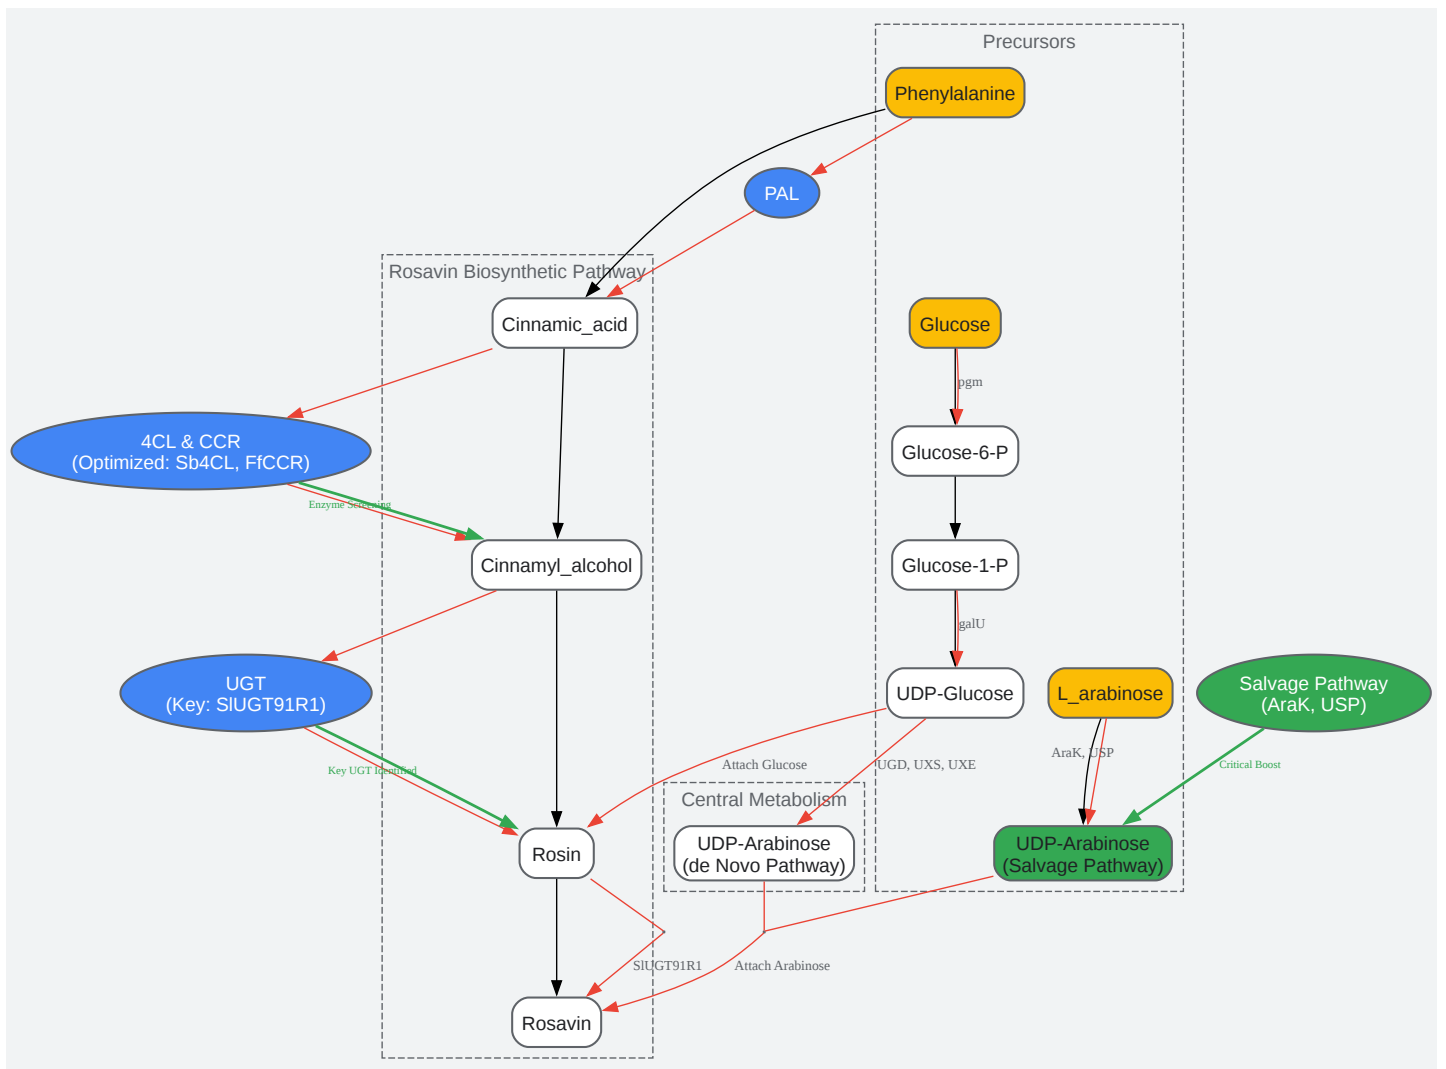 Precursors
Phenylalanine
PAL
Rosavin Biosynthetic Pathway
Cinnamic_acid
Glucose
pgm
4CL & CCR
(Optimized: Sb4CL, FfCCR)
Glucose-6-P
Enzyme Screening
Cinnamyl_alcohol
Glucose-1-P
galU
UGT
(Key: SlUGT91R1)
UDP-Glucose
L_arabinose
Salvage Pathway
(AraK, USP)
AraK, USP
Key UGT Identified
Attach Glucose
UGD, UXS, UXE
Critical Boost
Central Metabolism
Rosin
UDP-Arabinose
(de Novo Pathway)
UDP-Arabinose
(Salvage Pathway)
SlUGT91R1
Attach Arabinose
Rosavin